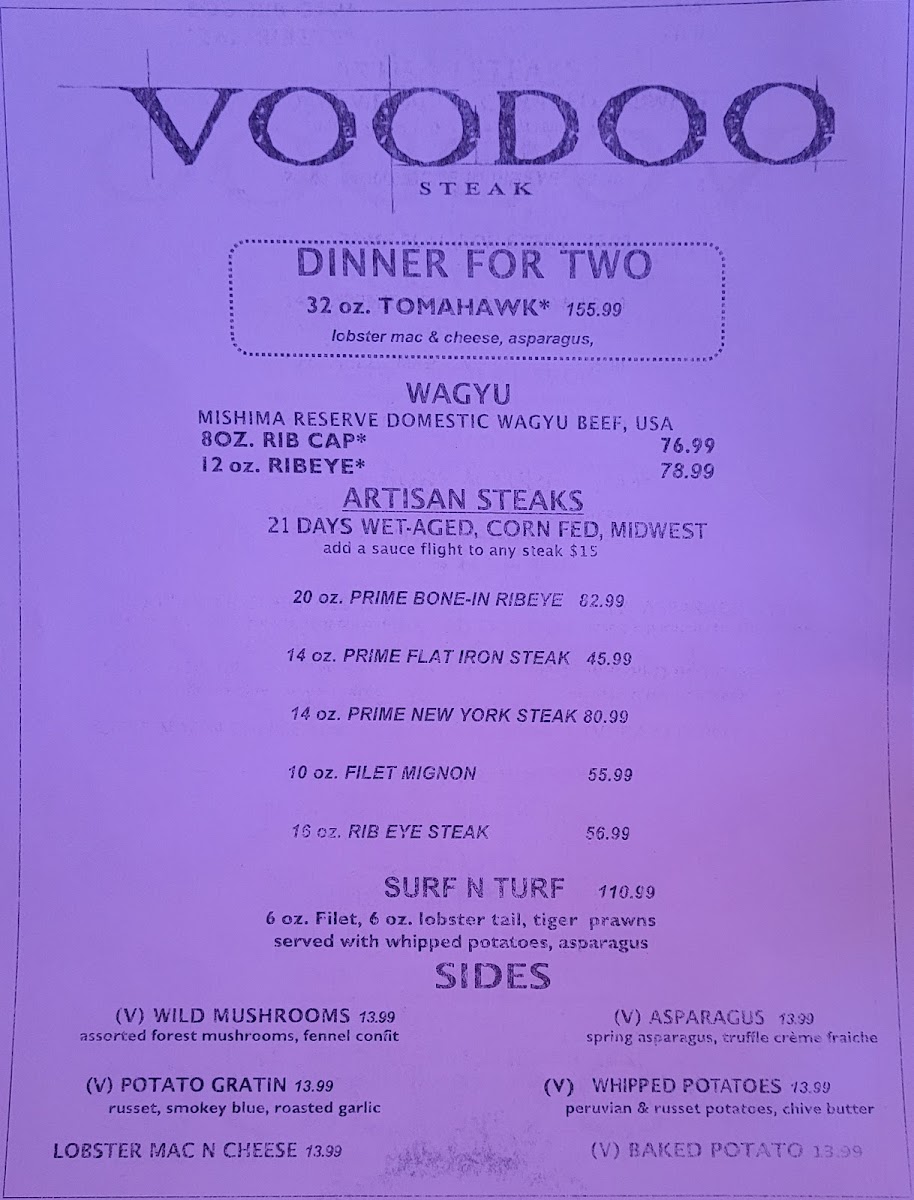 VOODOO
STEAK
DINNER FOR TWO
32 oz. TOMAHAWK* 155.99
lobster mac & cheese, asparagus,
WAGYU
MISHIMA RESERVE DOMESTIC WAGYU BEEF, USA
8OZ. RIB CAP* 76.99
12 oz. RIBEYE* 78.99
ARTISAN STEAKS
21 DAYS WET-AGED, CORN FED, MIDWEST
add a sauce flight to any steak $15
20 oz. PRIME BONE-IN RIBEYE 82.99
14 oz. PRIME FLAT IRON STEAK 45.99
14 oz. PRIME NEW YORK STEAK 80.99
10 oz. FILET MIGNON 55.99
16 oz. RIB EYE STEAK 56.99
SURF N TURF 110.99
6 oz. Filet, 6 oz. lobster tail, tiger prawns
served with whipped potatoes, asparagus
SIDES
(V) WILD MUSHROOMS 13.99
assorted forest mushrooms, fennel confit
(V) ASPARAGUS 13.99
spring asparagus, truffle crème fraiche
(V) POTATO GRATIN 13.99
russet, smokey blue, roasted garlic
(V) WHIPPED POTATOES 13.99
peruvian & russet potatoes, chive butter
LOBSTER MAC N CHEESE 13.99
(V) BAKED POTATO 13.99